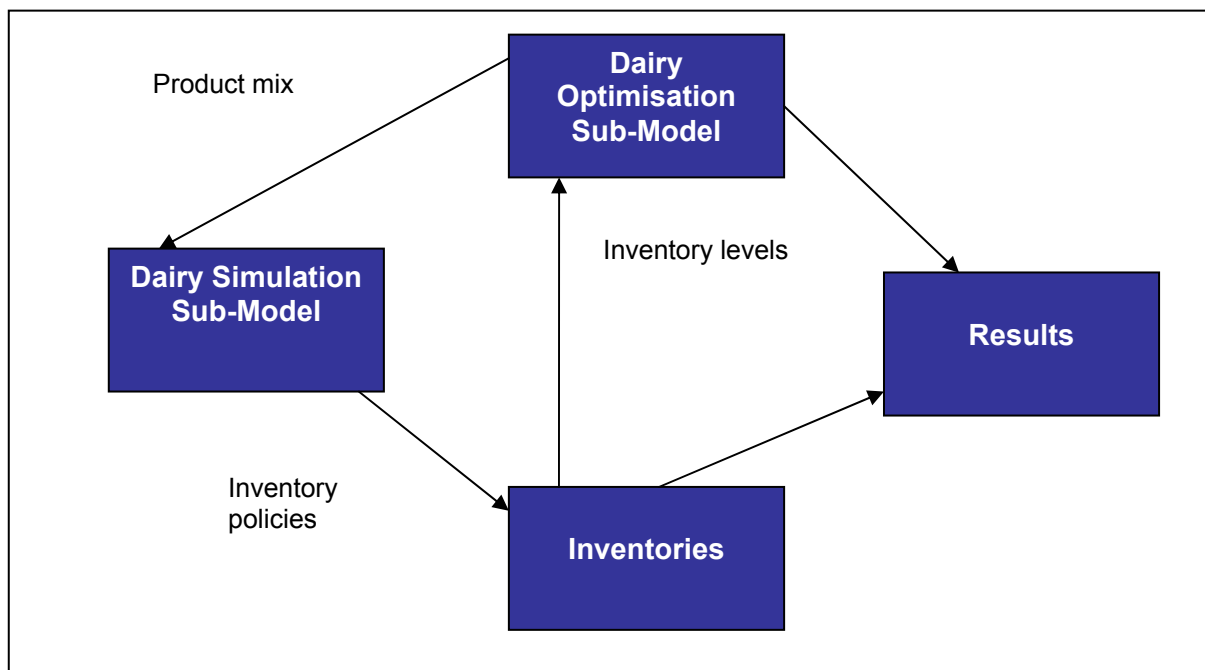 Product mix
Dairy
Optimisation
Sub-Model
Dairy Simulation
Sub-Model
Inventory levels
Results
Inventory
policies
Inventories